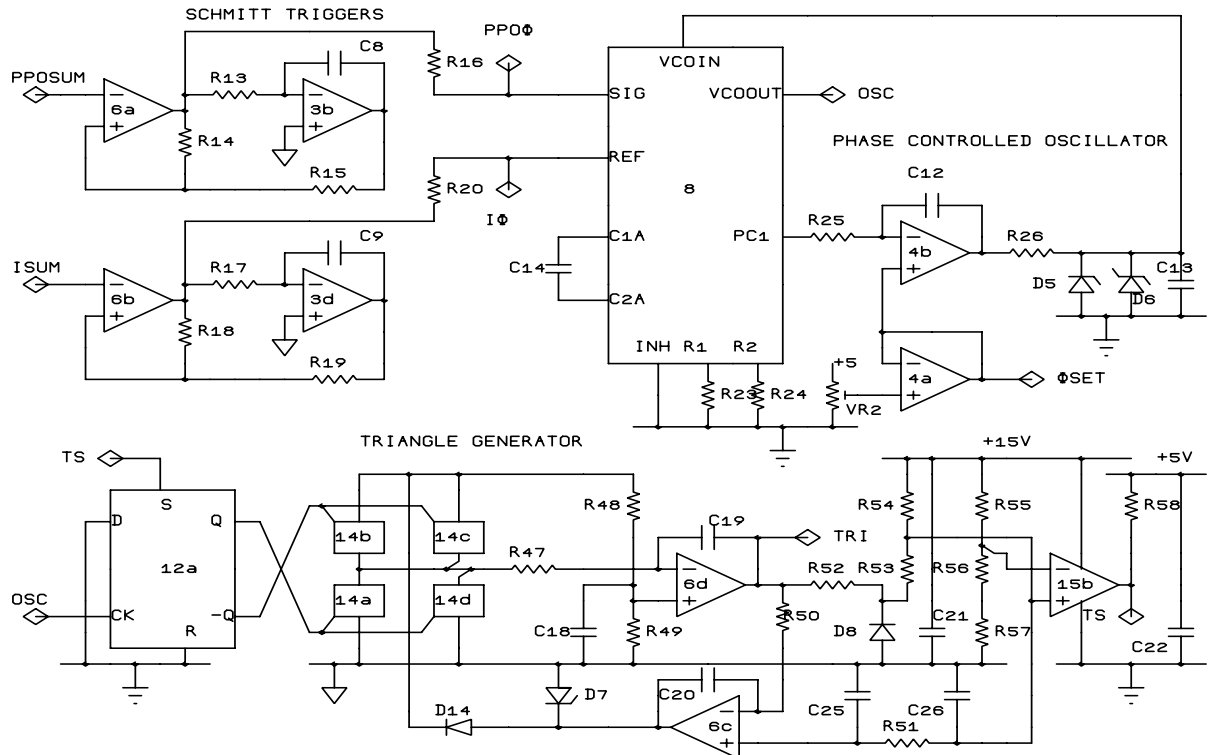 SCHMITT TRIGGERS
PPOΦ
C8
R16
VCOIN
PPOSUM
R13
SIG
VCOOUT
OSC
6a
3b
R14
PHASE CONTROLLED OSCILLATOR
REF
R15
C12
R20
8
IΦ
C9
R25
C1A
PC1
4b
R26
ISUM
R17
C14
C13
6b
3d
C2A
D5
D6
R18
INH
R1
R2
R19
+5
4a
ΦSET
R23
R24
VR2
TRIANGLE GENERATOR
+15V
TS
+5V
S
R48
R54
R55
R58
D
Q
C19
TRI
14b
14c
R47
12a
6d
R52
R53
R56
15b
OSC
14a
14d
CK
-Q
R50
TS
R
C18
R49
D8
C21
R57
C22
D7
C20
C25
C26
D14
6c
R51